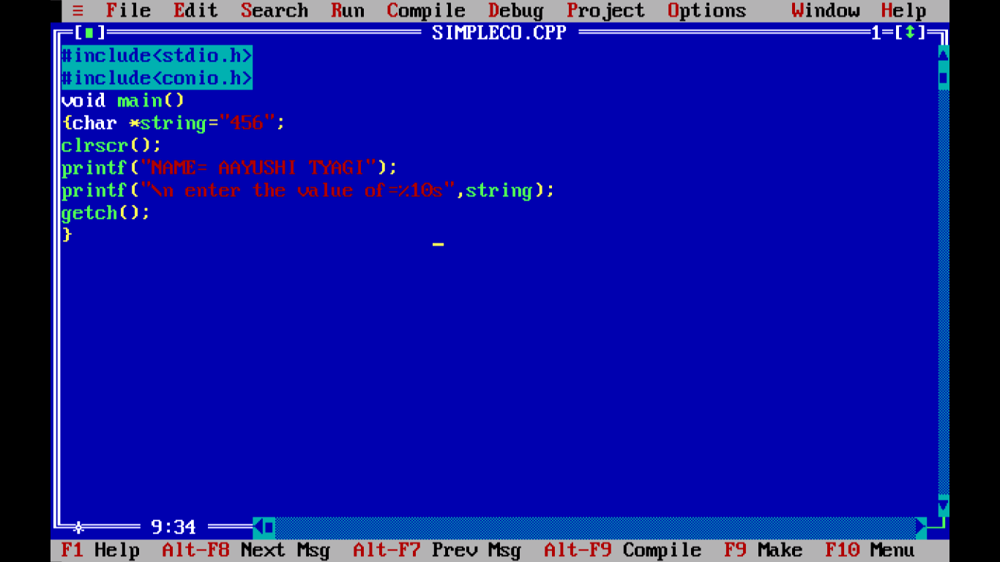 ≡ File Edit Search Run Compile Debug Project Options Window Help
[■] SIMPLECO.CPP 1=[↕]
#include<stdio.h>
#include<conio.h>
void main()
{char *string="456";
clrscr();
printf("NAME= AAYUSHI TYAGI");
printf("\n enter the value of=%10s",string);
getch();
}
9:34
F1 Help Alt-F8 Next Msg Alt-F7 Prev Msg Alt-F9 Compile F9 Make F10 Menu